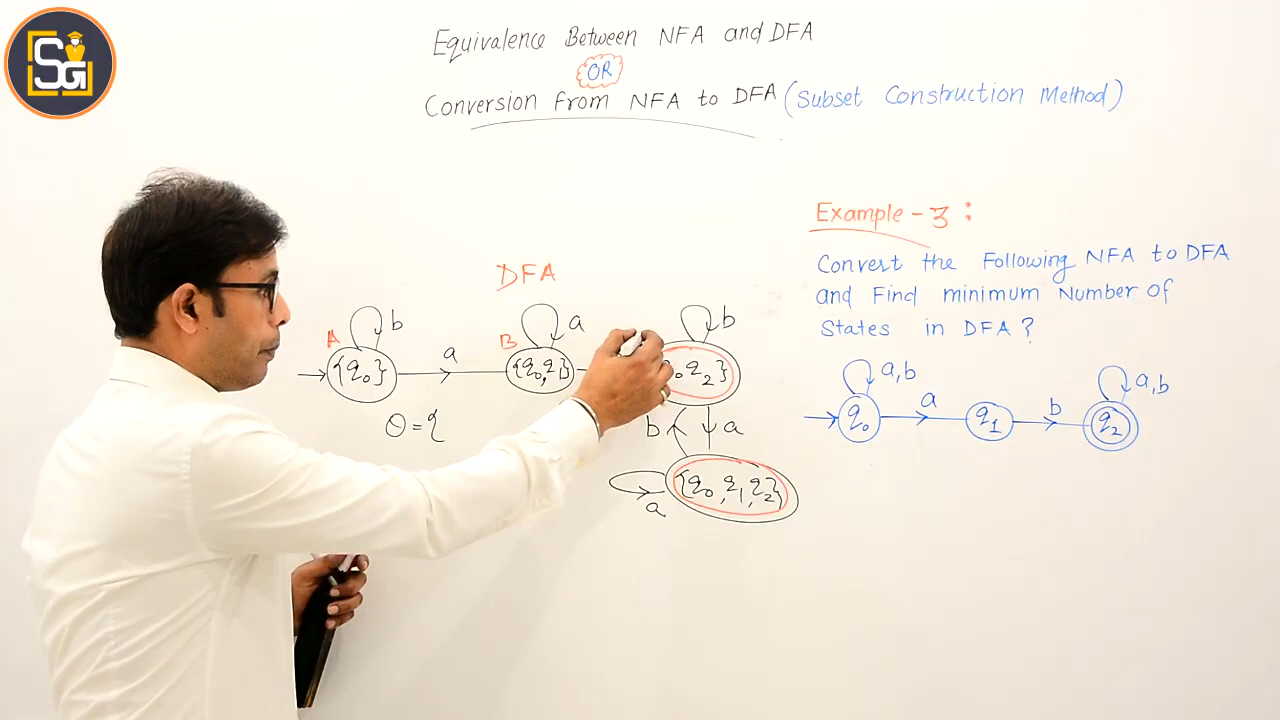 SG
Equivalence Between NFA and DFA
OR
Conversion from NFA to DFA (Subset Construction Method)
Example - 3 :
Convert the Following NFA to DFA
and Find minimum Number of
States in DFA ?
DFA
A
b
B
a
b
{q0}
a
{q0, q1}
q2}
b
a
Q = {
{q0, q1, q2}
a
a,b
a,b
q0
a
q1
b
q2